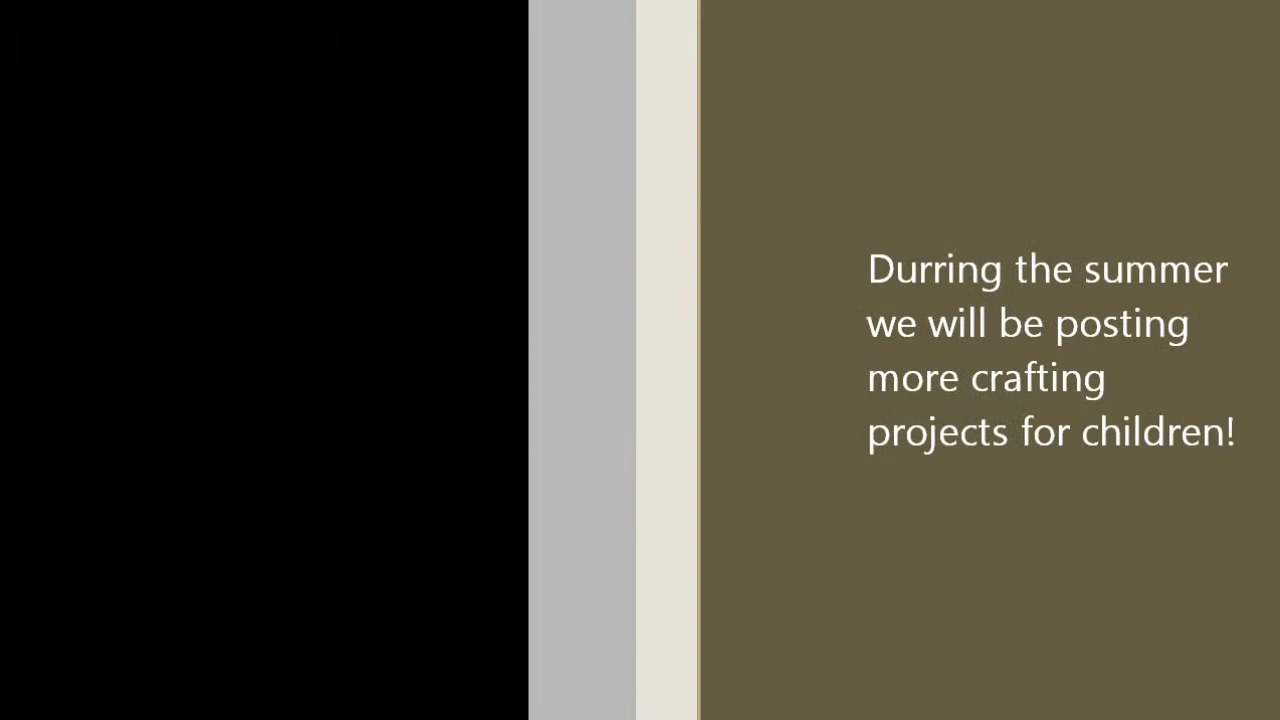 Durring the summer
we will be posting
more crafting
projects for children!